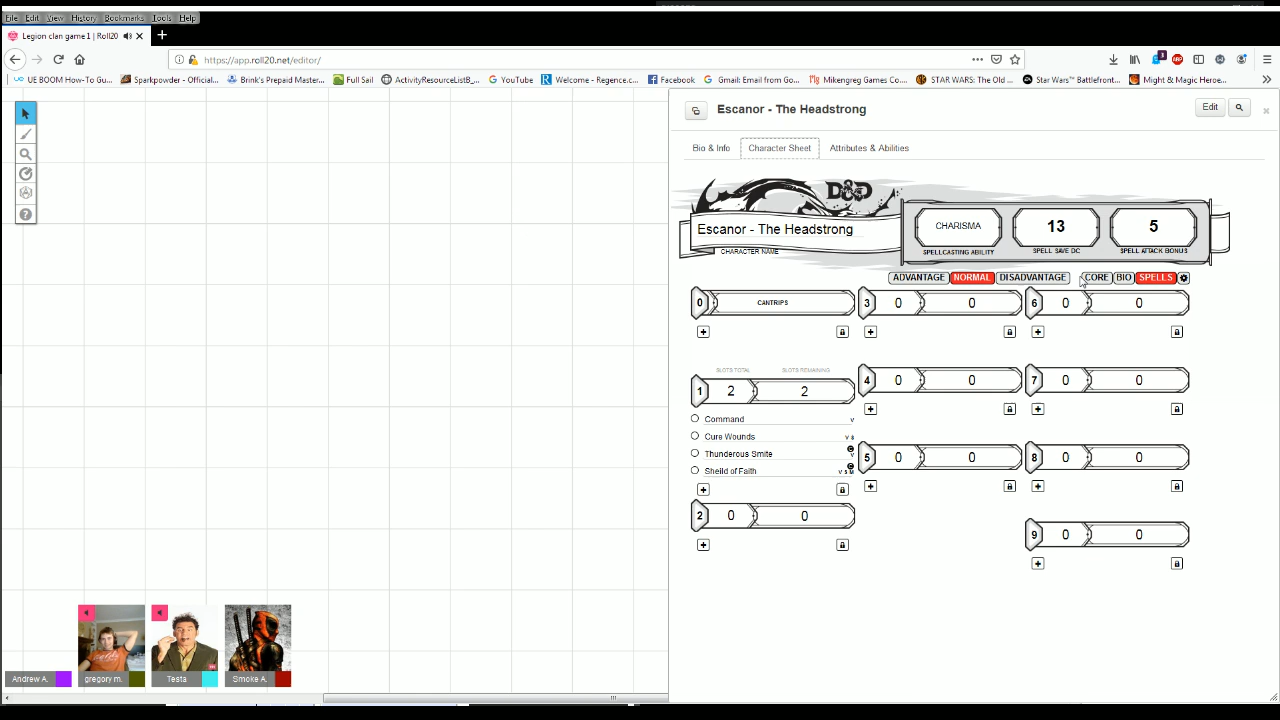 File Edit View History Bookmarks Tools Help
Legion clan game 1 | Roll20
https://app.roll20.net/editor/
UE BOOM How-To Gu... Sparkpowder - Official... Brink's Prepaid Master... Full Sail ActivityResourceListB_... YouTube Welcome - Regence.c... Facebook Gmail: Email from Go... Mikengreg Games Co... STAR WARS: The Old ... Star Wars™ Battlefront... Might & Magic Heroe...
Escanor - The Headstrong
Edit
Bio & Info Character Sheet Attributes & Abilities
D&D
Escanor - The Headstrong
CHARACTER NAME
CHARISMA 13 5
SPELLCASTING ABILITY SPELL SAVE DC SPELL ATTACK BONUS
ADVANTAGE NORMAL DISADVANTAGE CORE BIO SPELLS
0 CANTRIPS
SLOTS TOTAL SLOTS REMAINING
1 2 2
Command V
Cure Wounds V S
Thunderous Smite C V
Sheild of Faith C V S M
2 0 0
3 0 0
4 0 0
5 0 0
6 0 0
7 0 0
8 0 0
9 0 0
Andrew A. gregory m. Testa Smoke A.